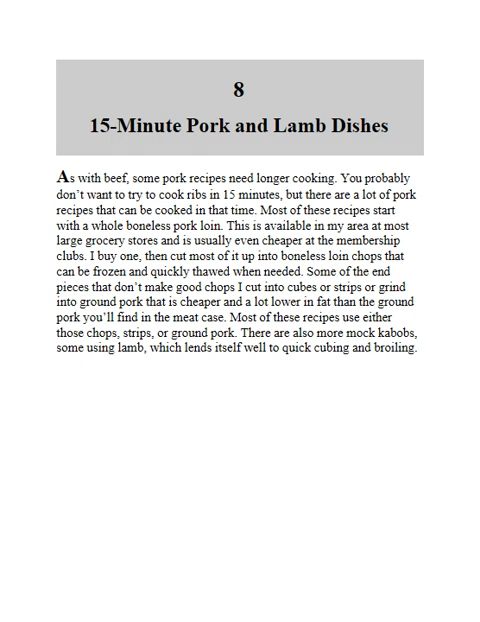 8
15-Minute Pork and Lamb Dishes
As with beef, some pork recipes need longer cooking. You probably
don’t want to try to cook ribs in 15 minutes, but there are a lot of pork
recipes that can be cooked in that time. Most of these recipes start
with a whole boneless pork loin. This is available in my area at most
large grocery stores and is usually even cheaper at the membership
clubs. I buy one, then cut most of it up into boneless loin chops that
can be frozen and quickly thawed when needed. Some of the end
pieces that don’t make good chops I cut into cubes or strips or grind
into ground pork that is cheaper and a lot lower in fat than the ground
pork you’ll find in the meat case. Most of these recipes use either
those chops, strips, or ground pork. There are also more mock kabobs,
some using lamb, which lends itself well to quick cubing and broiling.